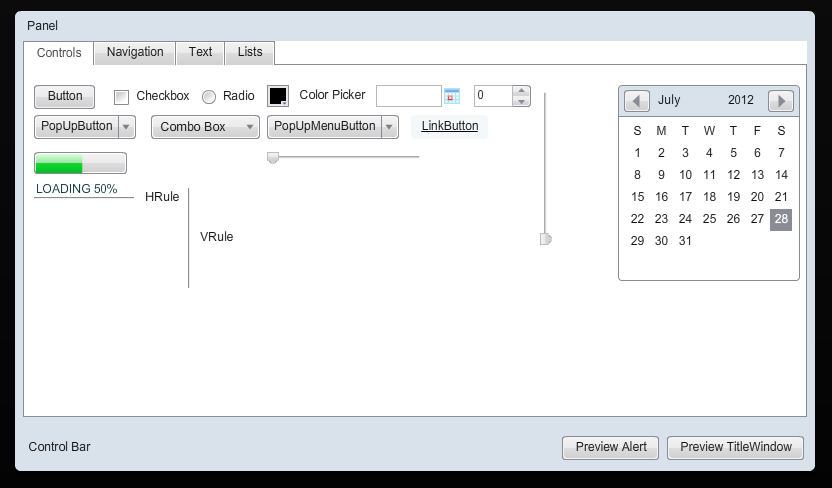 Panel
Controls Navigation Text Lists
Button Checkbox Radio Color Picker 0
PopUpButton Combo Box PopUpMenuButton LinkButton
LOADING 50%
HRule
VRule
July 2012
S M T W T F S
1 2 3 4 5 6 7
8 9 10 11 12 13 14
15 16 17 18 19 20 21
22 23 24 25 26 27 28
29 30 31
Control Bar Preview Alert Preview TitleWindow